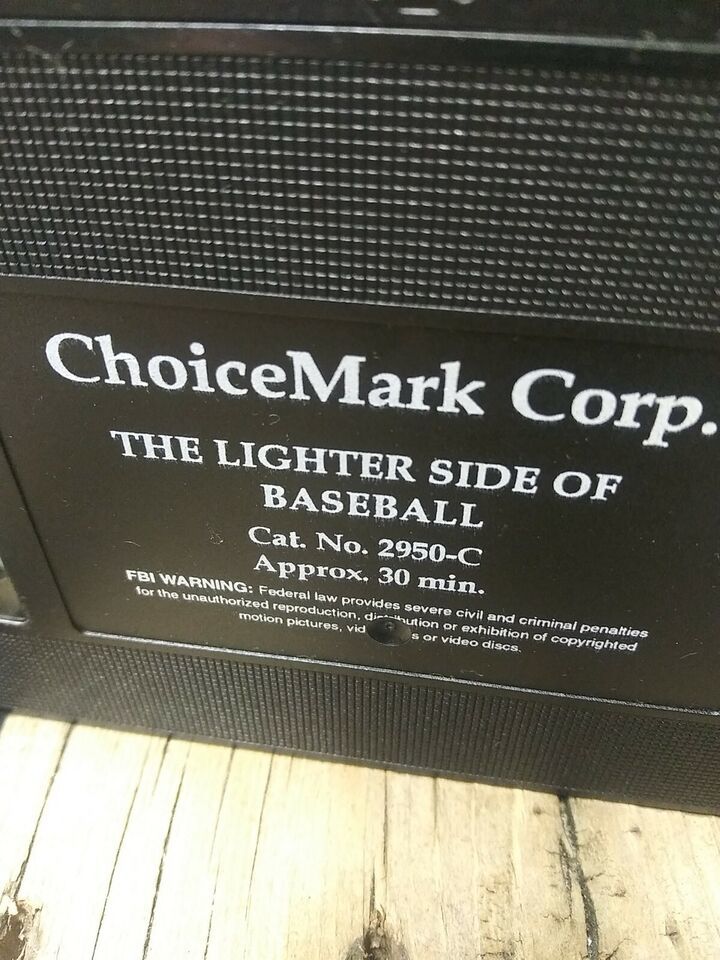 ChoiceMark Corp.
THE LIGHTER SIDE OF
BASEBALL
Cat. No. 2950-C
Approx. 30 min.
FBI WARNING: Federal law provides severe civil and criminal penalties
for the unauthorized reproduction, distribution or exhibition of copyrighted
motion pictures, or video discs.